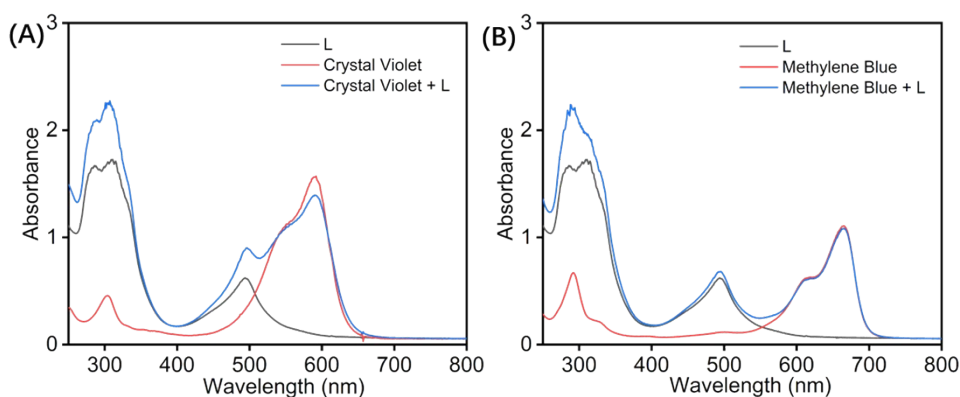 (A)
3
2
1
0
Absorbance
300 400 500 600 700 800
Wavelength (nm)
L
Crystal Violet
Crystal Violet + L
(B)
3
2
1
0
Absorbance
300 400 500 600 700 800
Wavelength (nm)
L
Methylene Blue
Methylene Blue + L